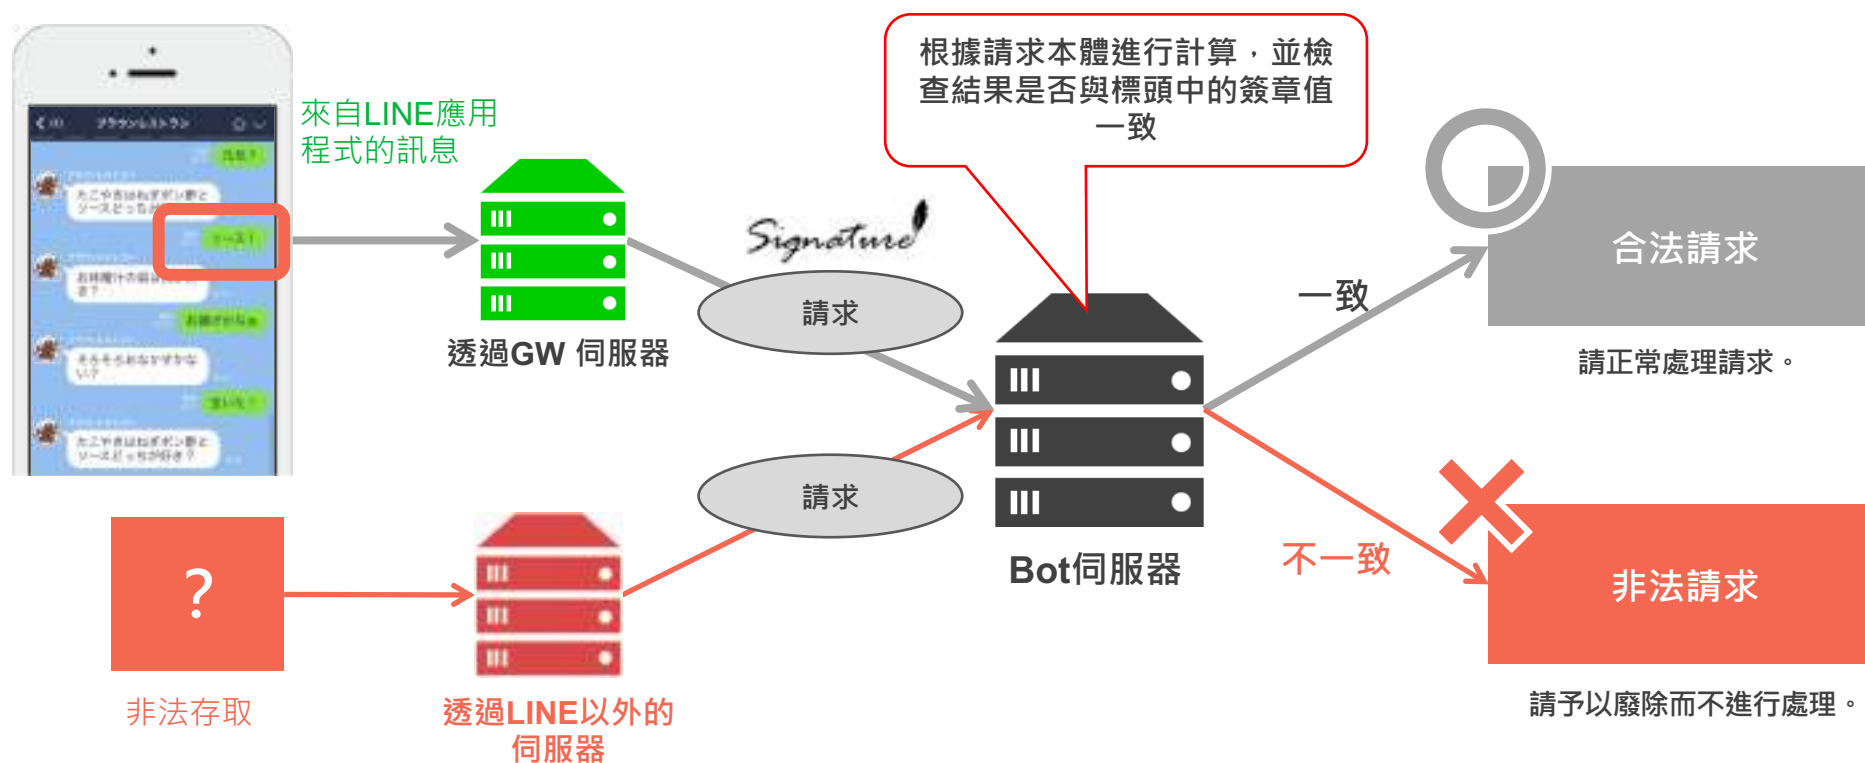 根據請求本體進行計算，並檢
查結果是否與標頭中的簽章值
一致
來自LINE應用
程式的訊息
Signature
請求
透過GW 伺服器
一致
合法請求
請正常處理請求。
請求
Bot伺服器
不一致
非法請求
請予以廢除而不進行處理。
?
非法存取
透過LINE以外的
伺服器